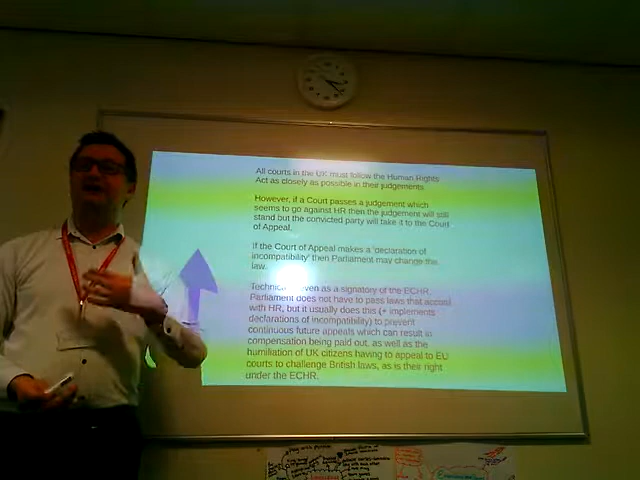 All courts in the UK must follow the Human Rights
Act as closely as possible in their judgements
However, if a Court passes a judgement which
seems to go against HR then the judgement will still
stand but the convicted party will take it to the Court
of Appeal.
If the Court of Appeal makes a 'declaration of
incompatibility' then Parliament may change the
law.
even as a signatory of the ECHR,
Parliament does not have to pass laws that accord
with HR, but it usually does this (+ implements
declarations of incompatibility) to prevent
continuous future appeals which can result in
compensation being paid out, as well as the
humiliation of UK citizens having to appeal to EU
courts to challenge British laws, as is their right
under the ECHR.